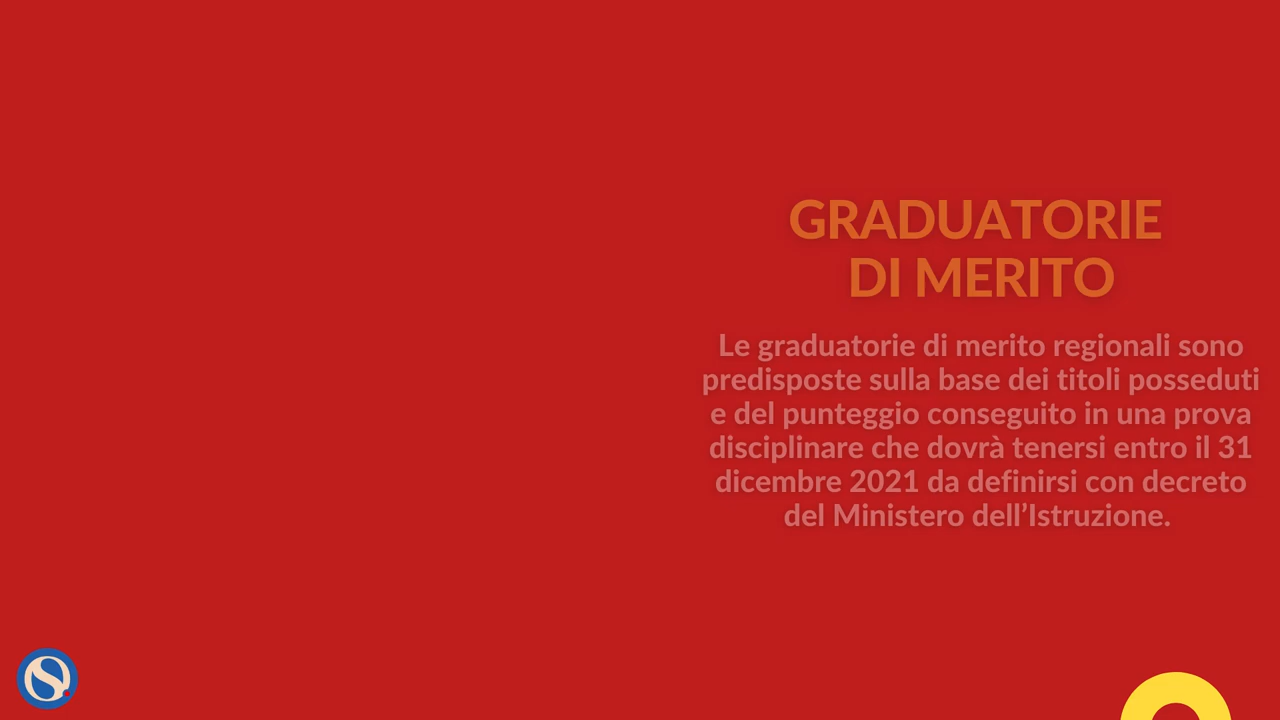 GRADUATORIE
DI MERITO
Le graduatorie di merito regionali sono
predisposte sulla base dei titoli posseduti
e del punteggio conseguito in una prova
disciplinare che dovrà tenersi entro il 31
dicembre 2021 da definirsi con decreto
del Ministero dell’Istruzione.
S